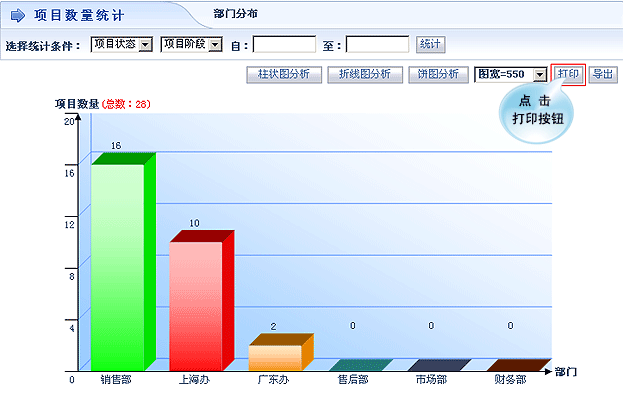 项目数量统计 部门分布
选择统计条件： 项目状态 项目阶段 自： 至： 统计
柱状图分析 折线图分析 饼图分析 图宽=550 打印 导出
点 击
打印按钮
项目数量(总数：28)
20
16
12
8
4
0
16
10
2
0
0
0
销售部 上海办 广东办 售后部 市场部 财务部 部门